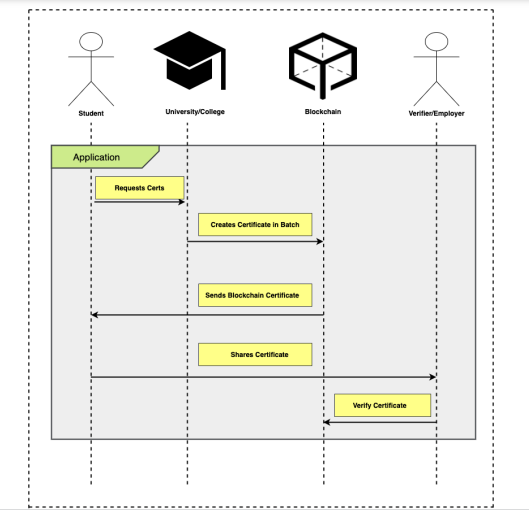 Student
University/College
Blockchain
Verifier/Employer
Application
Requests Certs
Creates Certificate in Batch
Sends Blockchain Certificate
Shares Certificate
Verify Certificate